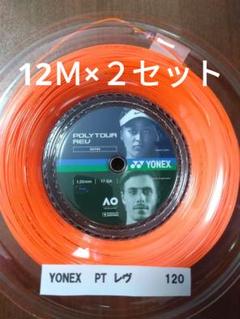 12M×２セット
POLYTOUR
REV
YONEX
1.20mm
17 GA
AO
YONEX PT レヴ 120